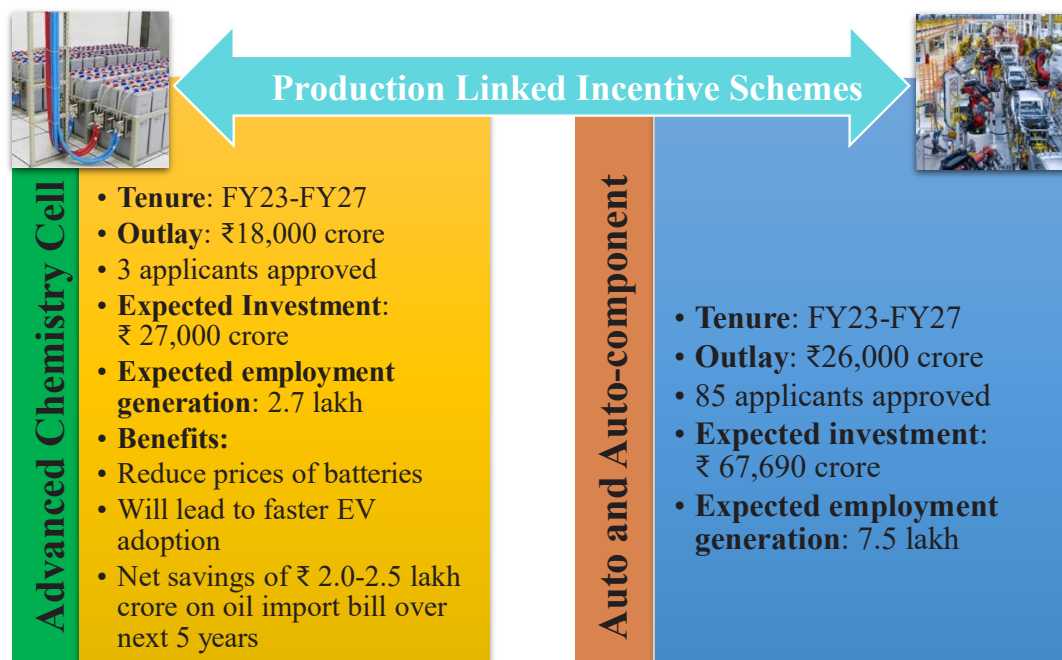 Production Linked Incentive Schemes
Advanced Chemistry Cell
• Tenure: FY23-FY27
• Outlay: ₹18,000 crore
• 3 applicants approved
• Expected Investment:
₹ 27,000 crore
• Expected employment
generation: 2.7 lakh
• Benefits:
• Reduce prices of batteries
• Will lead to faster EV
adoption
• Net savings of ₹ 2.0-2.5 lakh
crore on oil import bill over
next 5 years
Auto and Auto-component
• Tenure: FY23-FY27
• Outlay: ₹26,000 crore
• 85 applicants approved
• Expected investment:
₹ 67,690 crore
• Expected employment
generation: 7.5 lakh